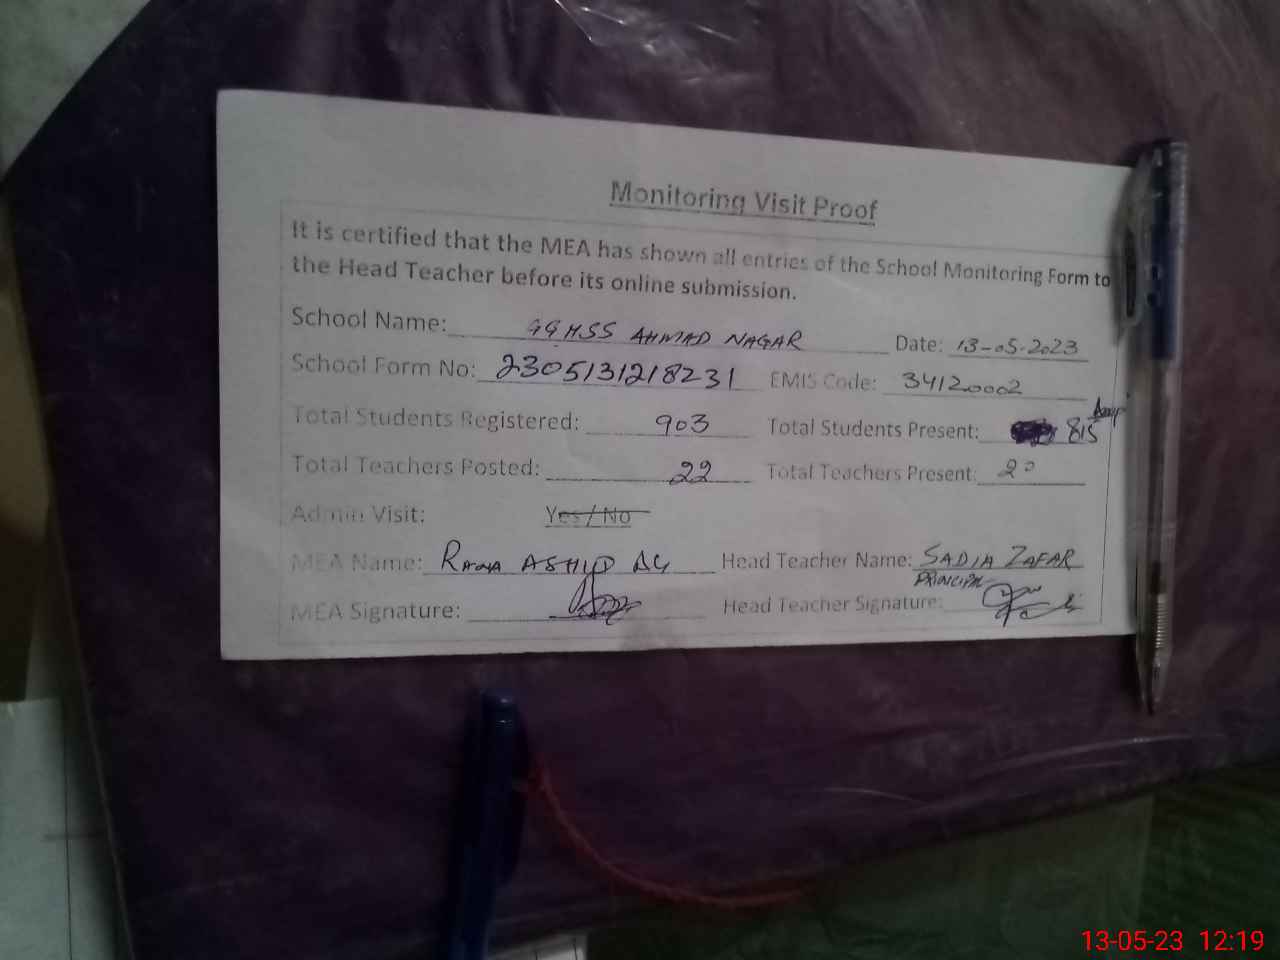 Monitoring Visit Proof
It is certified that the MEA has shown all entries of the School Monitoring Form to
the Head Teacher before its online submission.
School Name: GGHSS AHMAD NAGAR Date: 13-05-2023
School Form No: 2305131218231 EMIS Code: 34120002
Total Students Registered: 903 Total Students Present: 815
Total Teachers Posted: 22 Total Teachers Present: 20
Admin Visit: Yes / No
MEA Name: RANA Head Teacher Name: SADIA ZAFAR
PRINCIPAL
MEA Signature: Head Teacher Signature:
13-05-23 12:19